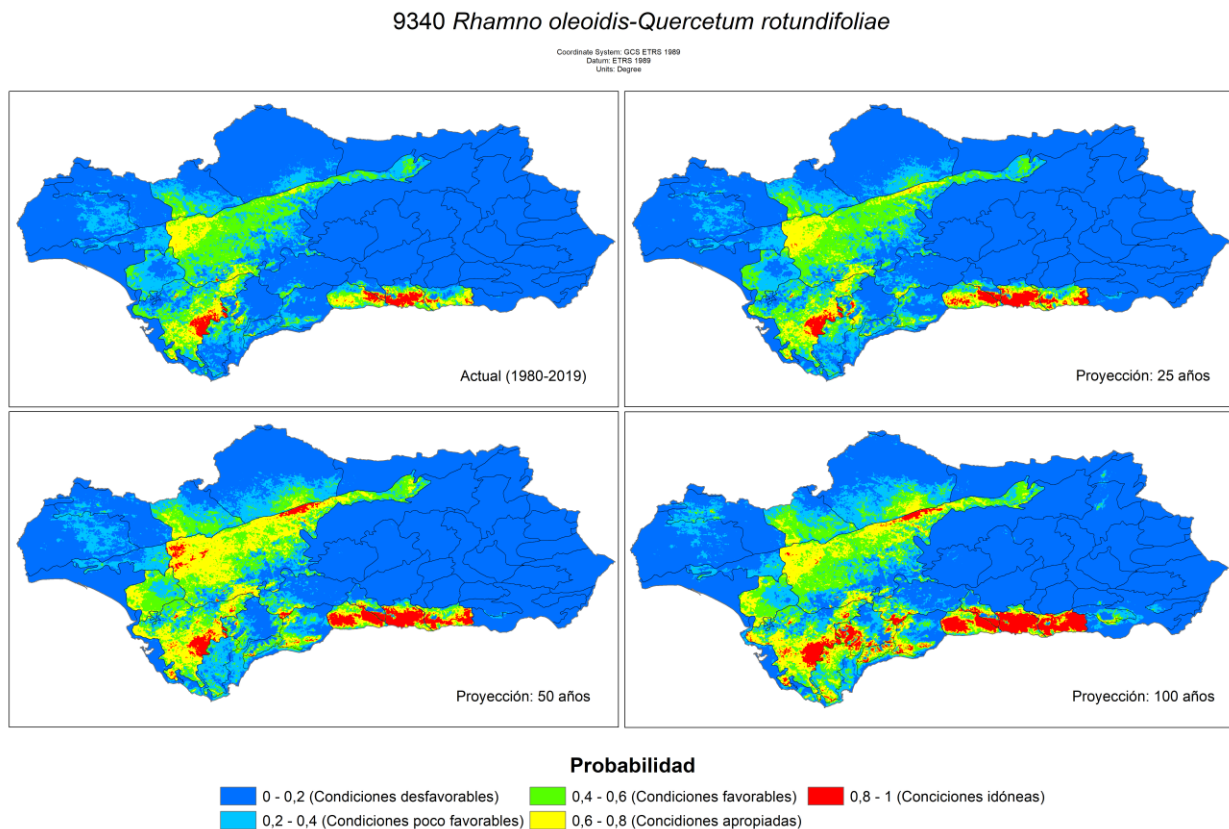 9340 Rhamno oleoidis-Quercetum rotundifoliae
Coordinate System: GCS ETRS 1989
Datum: ETRS 1989
Units: Degree
Actual (1980-2019)
Proyección: 25 años
Proyección: 50 años
Proyección: 100 años
Probabilidad
0 - 0,2 (Condiciones desfavorables)
0,4 - 0,6 (Condiciones favorables)
0,8 - 1 (Conciciones idóneas)
0,2 - 0,4 (Condiciones poco favorables)
0,6 - 0,8 (Concidiones apropiadas)